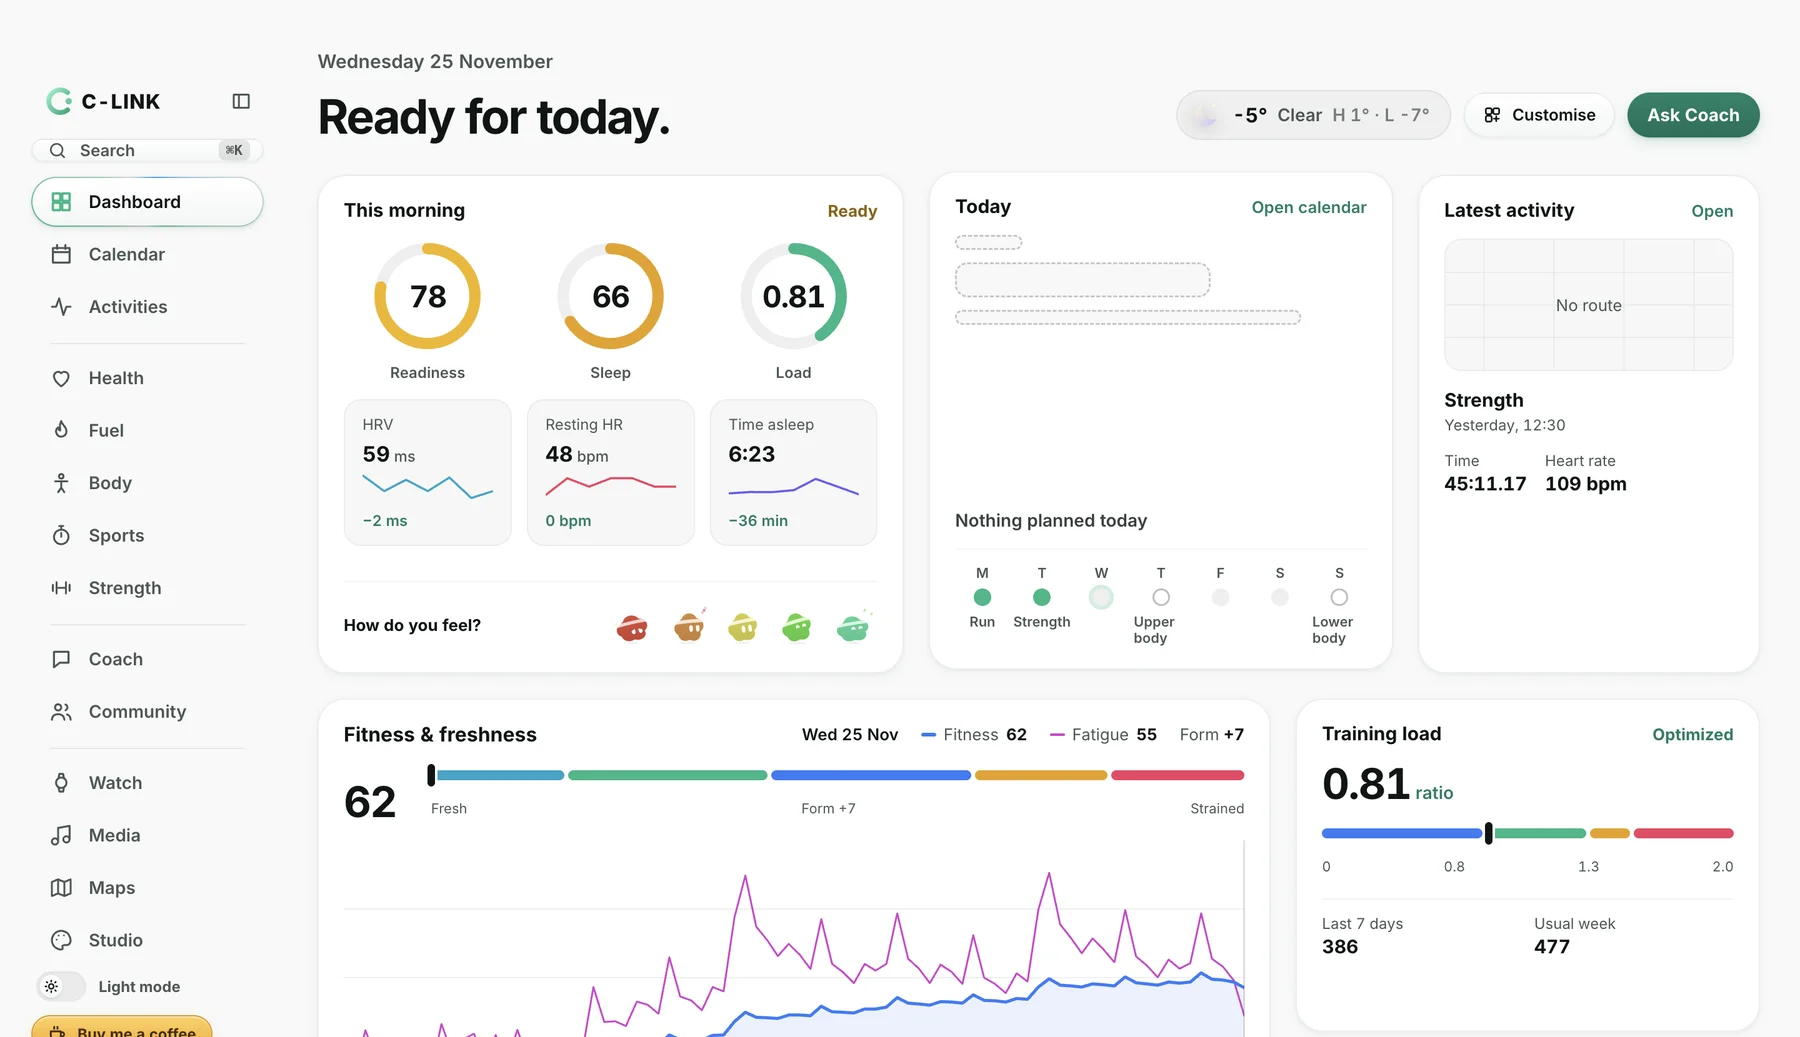 C-LINK
Search
⌘K
Dashboard
Calendar
Activities
Health
Fuel
Body
Sports
Strength
Coach
Community
Watch
Media
Maps
Studio
Light mode
Buy me a coffee
Wednesday 25 November
Ready for today.
-5° Clear H 1° · L -7°
Customise
Ask Coach
This morning
Ready
78
66
0.81
Readiness
Sleep
Load
HRV
59 ms
−2 ms
Resting HR
48 bpm
0 bpm
Time asleep
6:23
−36 min
How do you feel?
Today
Open calendar
Nothing planned today
M T W T F S S
Run
Strength
Upper
body
Lower
body
Latest activity
Open
No route
Strength
Yesterday, 12:30
Time
45:11.17
Heart rate
109 bpm
Fitness & freshness
Wed 25 Nov
Fitness 62
Fatigue 55
Form +7
62
Fresh
Form +7
Strained
Training load
Optimized
0.81 ratio
0
0.8
1.3
2.0
Last 7 days
386
Usual week
477